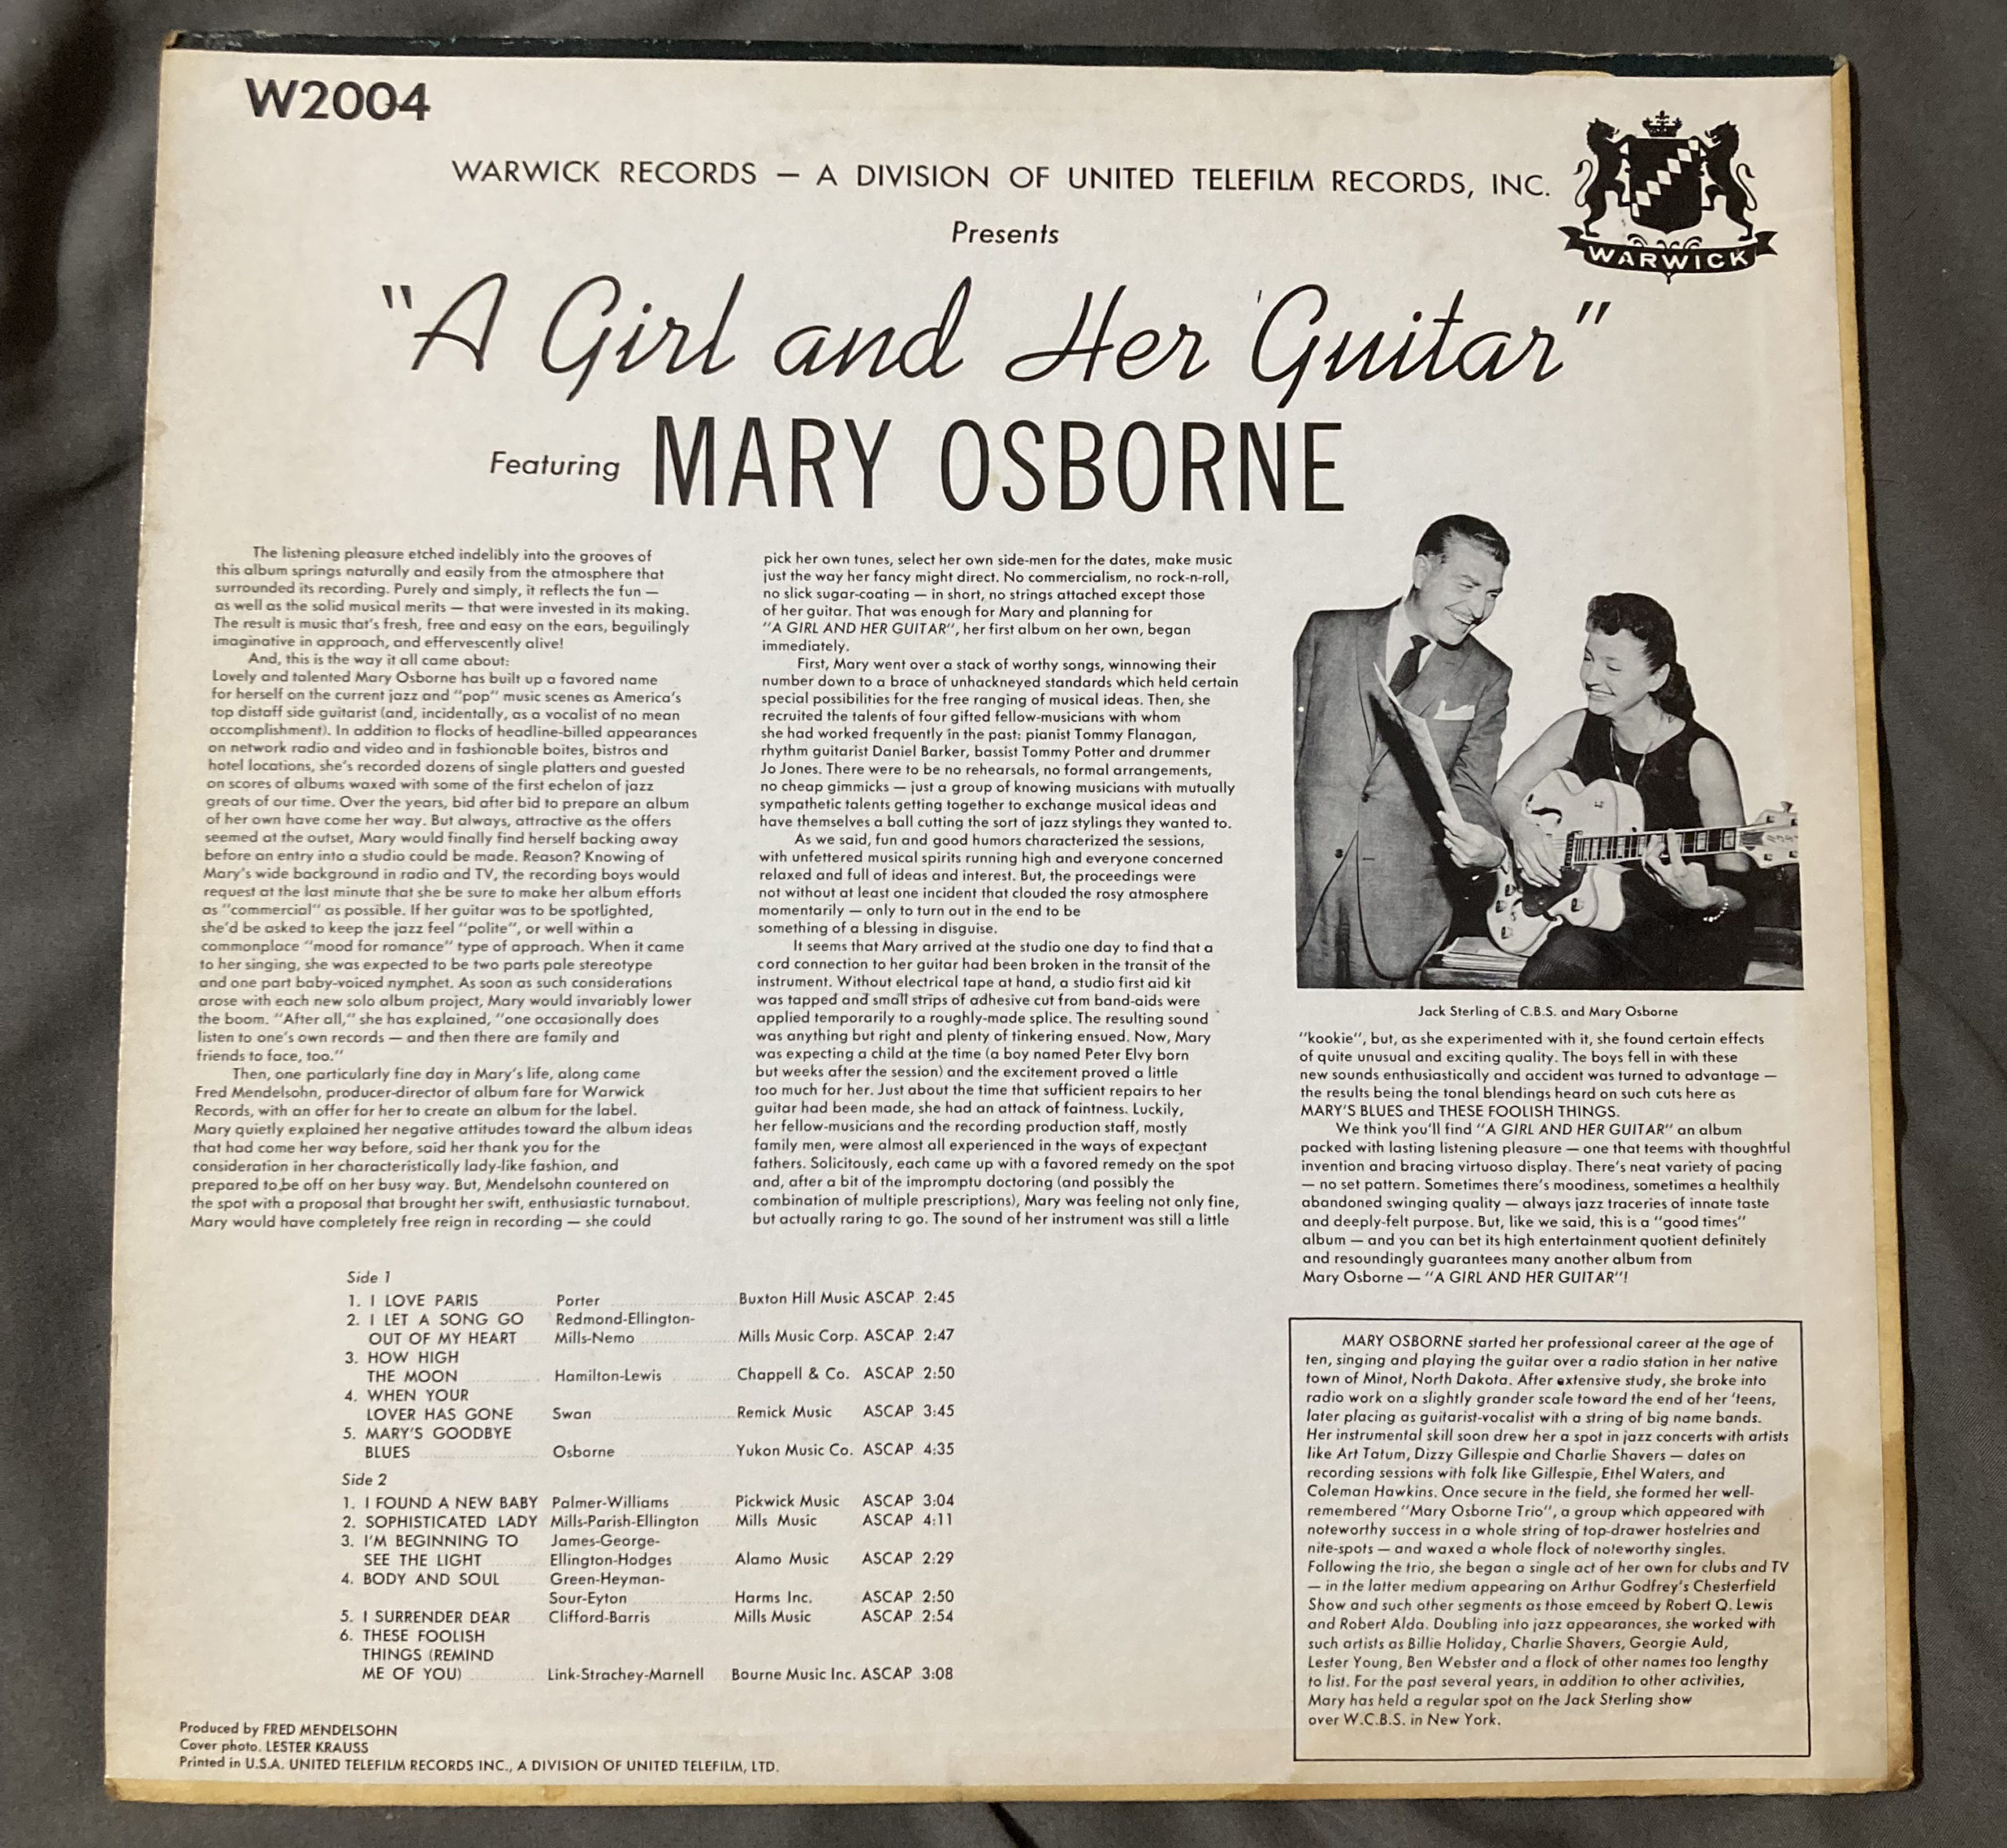 W2004
WARWICK RECORDS — A DIVISION OF UNITED TELEFILM RECORDS, INC.
WARWICK
Presents
"A Girl and Her Guitar"
Featuring MARY OSBORNE
The listening pleasure etched indelibly into the grooves of
this album springs naturally and easily from the atmosphere that
surrounded its recording. Purely and simply, it reflects the fun —
as well as the solid musical merits — that were invested in its making.
The result is music that's fresh, free and easy on the ears, beguilingly
imaginative in approach, and effervescently alive!
And, this is the way it all came about:
Lovely and talented Mary Osborne has built up a favored name
for herself on the current jazz and "pop" music scenes as America's
top distaff side guitarist (and, incidentally, as a vocalist of no mean
accomplishment). In addition to flocks of headline-billed appearances
on network radio and video and in fashionable boites, bistros and
hotel locations, she's recorded dozens of single platters and guested
on scores of albums waxed with some of the first echelon of jazz
greats of our time. Over the years, bid after bid to prepare an album
of her own have come her way. But always, attractive as the offers
seemed at the outset, Mary would finally find herself backing away
before an entry into a studio could be made. Reason? Knowing of
Mary's wide background in radio and TV, the recording boys would
request at the last minute that she be sure to make her album efforts
as "commercial" as possible. If her guitar was to be spotlighted,
she'd be asked to keep the jazz feel "polite", or well within a
commonplace "mood for romance" type of approach. When it came
to her singing, she was expected to be two parts pale stereotype
and one part baby-voiced nymphet. As soon as such considerations
arose with each new solo album project, Mary would invariably lower
the boom. "After all," she has explained, "one occasionally does
listen to one's own records — and then there are family and
friends to face, too."
Then, one particularly fine day in Mary's life, along came
Fred Mendelsohn, producer-director of album fare for Warwick
Records, with an offer for her to create an album for the label.
Mary quietly explained her negative attitudes toward the album ideas
that had come her way before, said her thank you for the
consideration in her characteristically lady-like fashion, and
prepared to be off on her busy way. But, Mendelsohn countered on
the spot with a proposal that brought her swift, enthusiastic turnabout.
Mary would have completely free reign in recording — she could
pick her own tunes, select her own side-men for the dates, make music
just the way her fancy might direct. No commercialism, no rock-n-roll,
no slick sugar-coating — in short, no strings attached except those
of her guitar. That was enough for Mary and planning for
"A GIRL AND HER GUITAR", her first album on her own, began
immediately.
First, Mary went over a stack of worthy songs, winnowing their
number down to a brace of unhackneyed standards which held certain
special possibilities for the free ranging of musical ideas. Then, she
recruited the talents of four gifted fellow-musicians with whom
she had worked frequently in the past: pianist Tommy Flanagan,
rhythm guitarist Daniel Barker, bassist Tommy Potter and drummer
Jo Jones. There were to be no rehearsals, no formal arrangements,
no cheap gimmicks — just a group of knowing musicians with mutually
sympathetic talents getting together to exchange musical ideas and
have themselves a ball cutting the sort of jazz stylings they wanted to.
As we said, fun and good humors characterized the sessions,
with unfettered musical spirits running high and everyone concerned
relaxed and full of ideas and interest. But, the proceedings were
not without at least one incident that clouded the rosy atmosphere
momentarily — only to turn out in the end to be
something of a blessing in disguise.
It seems that Mary arrived at the studio one day to find that a
cord connection to her guitar had been broken in the transit of the
instrument. Without electrical tape at hand, a studio first aid kit
was tapped and small strips of adhesive cut from band-aids were
applied temporarily to a roughly-made splice. The resulting sound
was anything but right and plenty of tinkering ensued. Now, Mary
was expecting a child at the time (a boy named Peter Elvy born
but weeks after the session) and the excitement proved a little
too much for her. Just about the time that sufficient repairs to her
guitar had been made, she had an attack of faintness. Luckily,
her fellow-musicians and the recording production staff, mostly
family men, were almost all experienced in the ways of expectant
fathers. Solicitously, each came up with a favored remedy on the spot
and, after a bit of the impromptu doctoring (and possibly the
combination of multiple prescriptions), Mary was feeling not only fine,
but actually raring to go. The sound of her instrument was still a little
Jack Sterling of C.B.S. and Mary Osborne
"kookie", but, as she experimented with it, she found certain effects
of quite unusual and exciting quality. The boys fell in with these
new sounds enthusiastically and accident was turned to advantage —
the results being the tonal blendings heard on such cuts here as
MARY'S BLUES and THESE FOOLISH THINGS.
We think you'll find "A GIRL AND HER GUITAR" an album
packed with lasting listening pleasure — one that teems with thoughtful
invention and bracing virtuoso display. There's neat variety of pacing
— no set pattern. Sometimes there's moodiness, sometimes a healthily
abandoned swinging quality — always jazz traceries of innate taste
and deeply-felt purpose. But, like we said, this is a "good times"
album — and you can bet its high entertainment quotient definitely
and resoundingly guarantees many another album from
Mary Osborne — "A GIRL AND HER GUITAR"!
Side 1
1. I LOVE PARIS Porter Buxton Hill Music ASCAP 2:45
2. I LET A SONG GO Redmond-Ellington-
OUT OF MY HEART Mills-Nemo Mills Music Corp. ASCAP 2:47
3. HOW HIGH
THE MOON Hamilton-Lewis Chappell & Co. ASCAP 2:50
4. WHEN YOUR
LOVER HAS GONE Swan Remick Music ASCAP 3:45
5. MARY'S GOODBYE
BLUES Osborne Yukon Music Co. ASCAP 4:35
Side 2
1. I FOUND A NEW BABY Palmer-Williams Pickwick Music ASCAP 3:04
2. SOPHISTICATED LADY Mills-Parish-Ellington Mills Music ASCAP 4:11
3. I'M BEGINNING TO James-George-
SEE THE LIGHT Ellington-Hodges Alamo Music ASCAP 2:29
4. BODY AND SOUL Green-Heyman-
Sour-Eyton Harms Inc. ASCAP 2:50
5. I SURRENDER DEAR Clifford-Barris Mills Music ASCAP 2:54
6. THESE FOOLISH
THINGS (REMIND
ME OF YOU) Link-Strachey-Marnell Bourne Music Inc. ASCAP 3:08
MARY OSBORNE started her professional career at the age of
ten, singing and playing the guitar over a radio station in her native
town of Minot, North Dakota. After extensive study, she broke into
radio work on a slightly grander scale toward the end of her 'teens,
later placing as guitarist-vocalist with a string of big name bands.
Her instrumental skill soon drew her a spot in jazz concerts with artists
like Art Tatum, Dizzy Gillespie and Charlie Shavers — dates on
recording sessions with folk like Gillespie, Ethel Waters, and
Coleman Hawkins. Once secure in the field, she formed her well-
remembered "Mary Osborne Trio", a group which appeared with
noteworthy success in a whole string of top-drawer hostelries and
nite-spots — and waxed a whole flock of noteworthy singles.
Following the trio, she began a single act of her own for clubs and TV
— in the latter medium appearing on Arthur Godfrey's Chesterfield
Show and such other segments as those emceed by Robert Q. Lewis
and Robert Alda. Doubling into jazz appearances, she worked with
such artists as Billie Holiday, Charlie Shavers, Georgie Auld,
Lester Young, Ben Webster and a flock of other names too lengthy
to list. For the past several years, in addition to other activities,
Mary has held a regular spot on the Jack Sterling show
over W.C.B.S. in New York.
Produced by FRED MENDELSOHN
Cover photo. LESTER KRAUSS
Printed in U.S.A. UNITED TELEFILM RECORDS INC., A DIVISION OF UNITED TELEFILM, LTD.